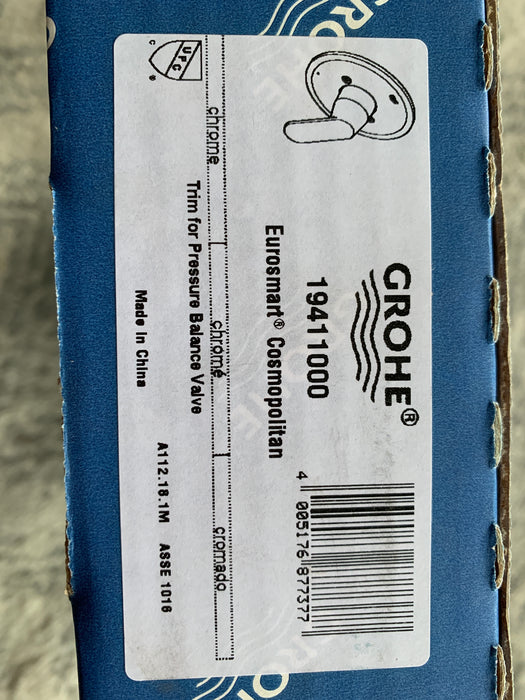 GROHE®
19411000
Eurosmart® Cosmopolitan
4 005176 877377
chrome chromé cromado
Trim for Pressure Balance Valve
Made in China
A112.18.1M ASSE 1016
UPC
C ®